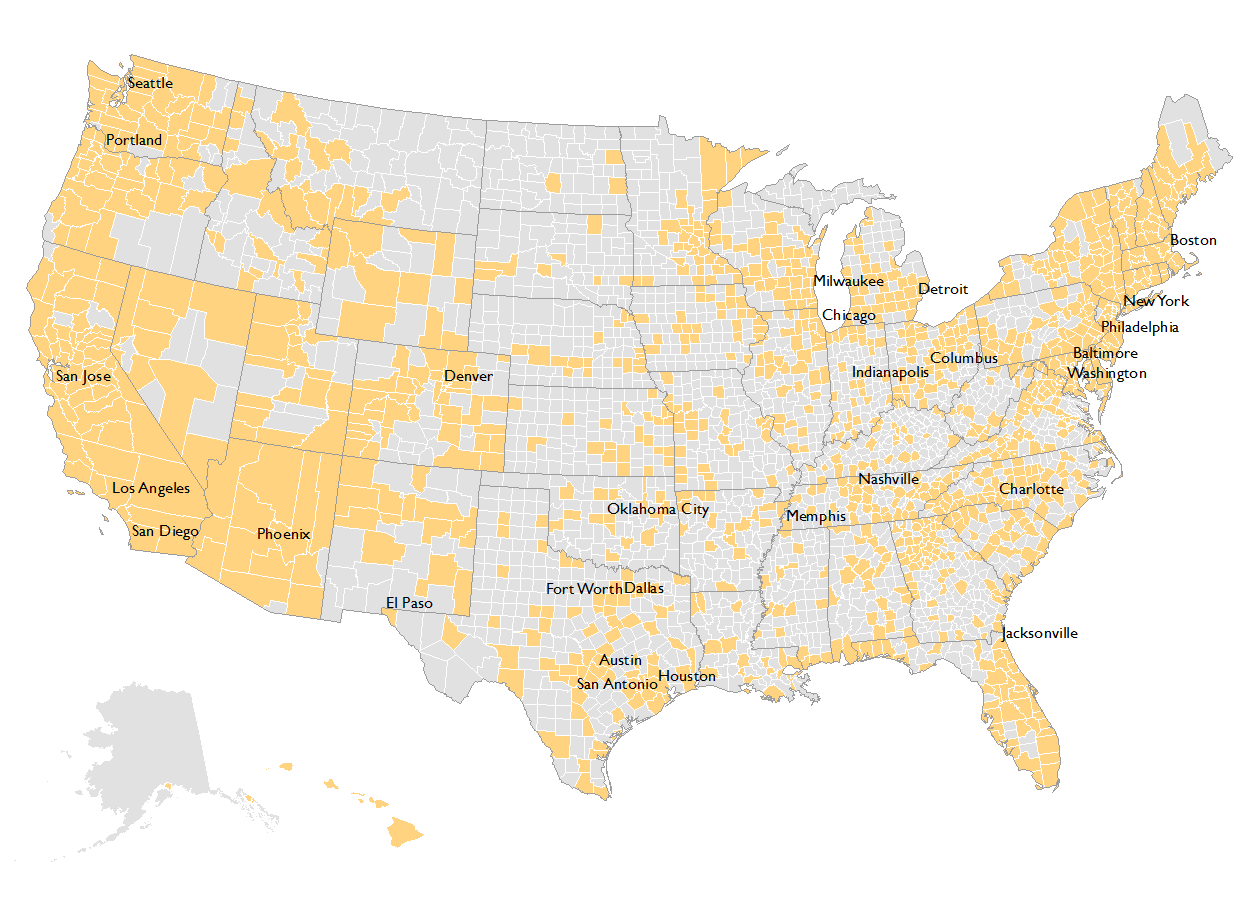 Seattle
Portland
Boston
Milwaukee
Detroit
New York
Chicago
Philadelphia
Baltimore
Columbus
Indianapolis
Washington
San Jose
Denver
Nashville
Los Angeles
Charlotte
Oklahoma City
Memphis
San Diego
Phoenix
Fort Worth
Dallas
El Paso
Jacksonville
Austin
Houston
San Antonio